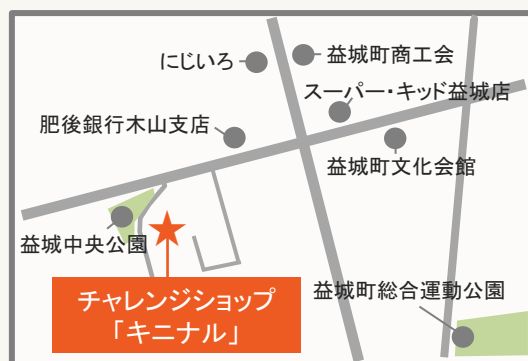 にじいろ
益城町商工会
スーパー・キッド益城店
肥後銀行木山支店
益城町文化会館
益城中央公園
チャレンジショップ
「キニナル」
益城町総合運動公園